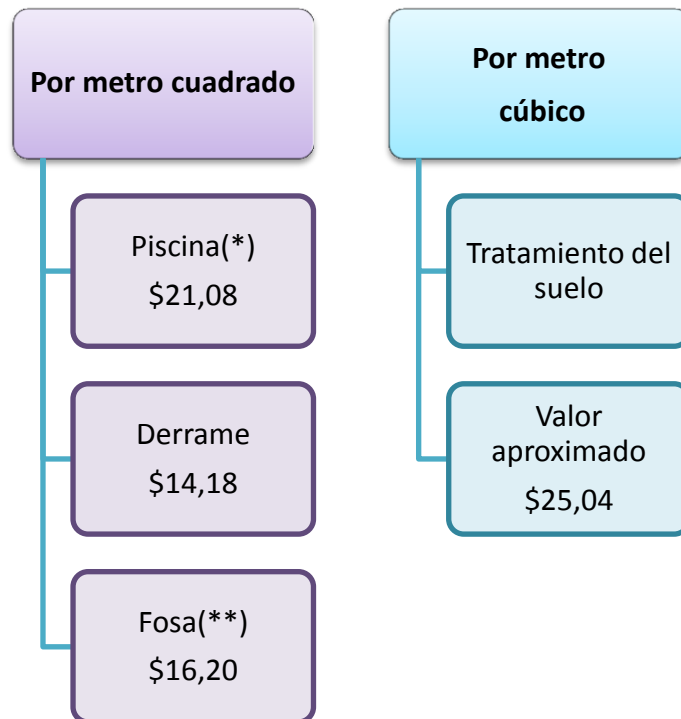 Por metro cuadrado
Piscina(*)
$21,08
Derrame
$14,18
Fosa(**)
$16,20
Por metro
cúbico
Tratamiento del
suelo
Valor
aproximado
$25,04